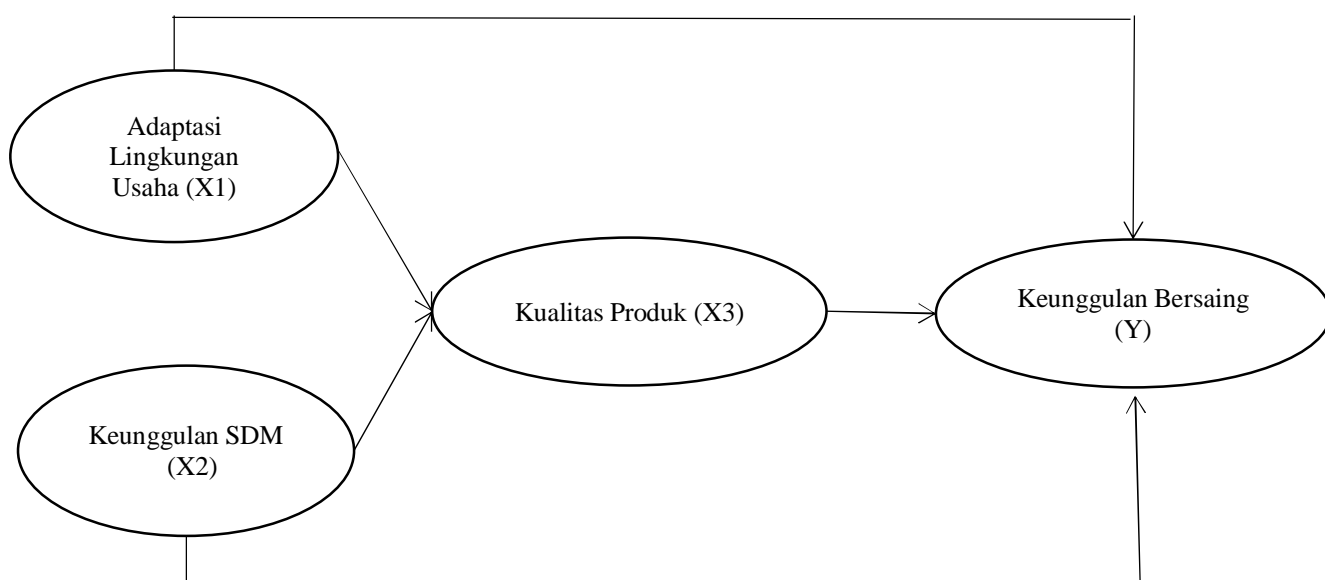 Adaptasi
Lingkungan
Usaha (X1)
Kualitas Produk (X3)
Keunggulan Bersaing
(Y)
Keunggulan SDM
(X2)